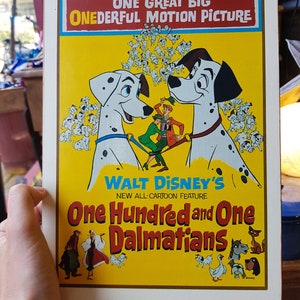 ONE GREAT BIG
ONEDERFUL MOTION PICTURE
WALT DISNEY'S
NEW ALL-CARTOON FEATURE
One Hundred and One
Dalmatians